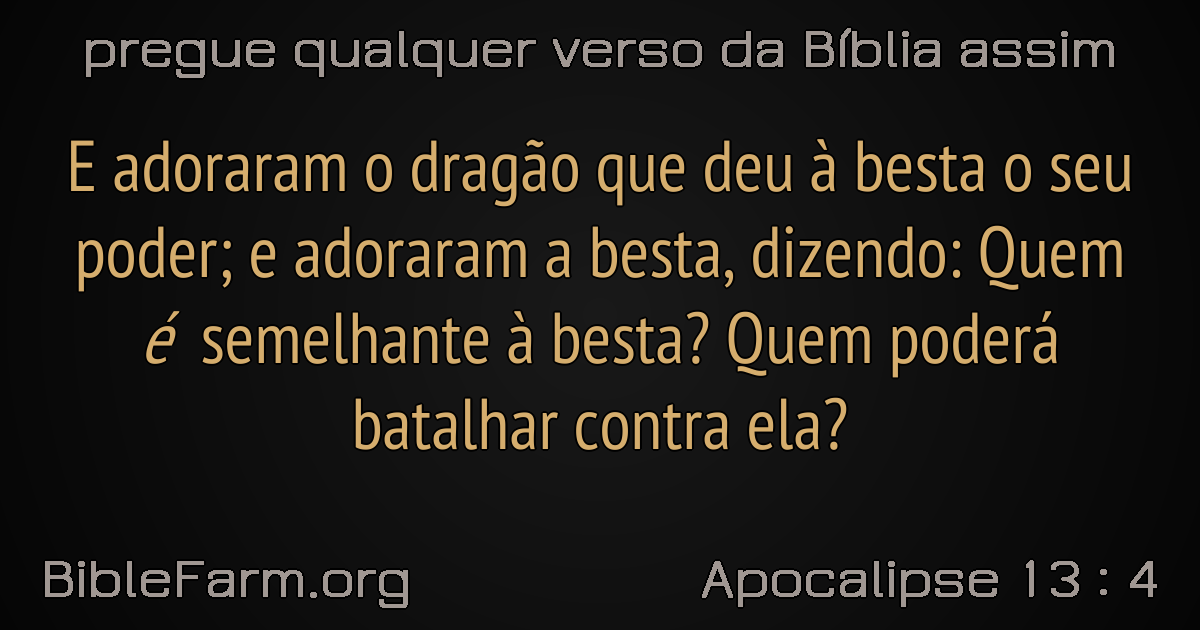 pregue qualquer verso da Bíblia assim
E adoraram o dragão que deu à besta o seu
poder; e adoraram a besta, dizendo: Quem
é semelhante à besta? Quem poderá
batalhar contra ela?
BibleFarm.org
Apocalipse 13 : 4